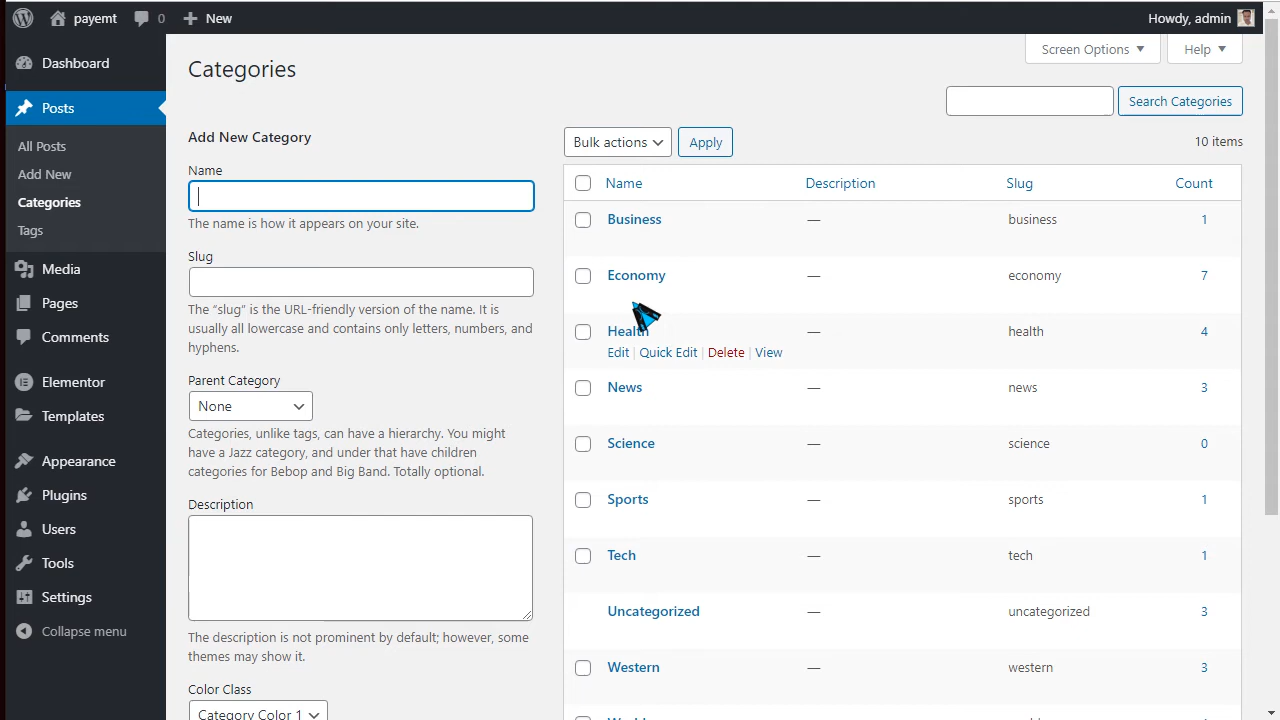 payemt 0 New Howdy, admin
Dashboard
Posts
All Posts
Add New
Categories
Tags
Media
Pages
Comments
Elementor
Templates
Appearance
Plugins
Users
Tools
Settings
Collapse menu
Screen Options Help
Categories
Search Categories
Add New Category
Name
The name is how it appears on your site.
Slug
The “slug” is the URL-friendly version of the name. It is
usually all lowercase and contains only letters, numbers, and
hyphens.
Parent Category
None
Categories, unlike tags, can have a hierarchy. You might
have a Jazz category, and under that have children
categories for Bebop and Big Band. Totally optional.
Description
The description is not prominent by default; however, some
themes may show it.
Color Class
Category Color 1
Bulk actions Apply 10 items
Name Description Slug Count
Business — business 1
Economy — economy 7
Health — health 4
Edit | Quick Edit | Delete | View
News — news 3
Science — science 0
Sports — sports 1
Tech — tech 1
Uncategorized — uncategorized 3
Western — western 3